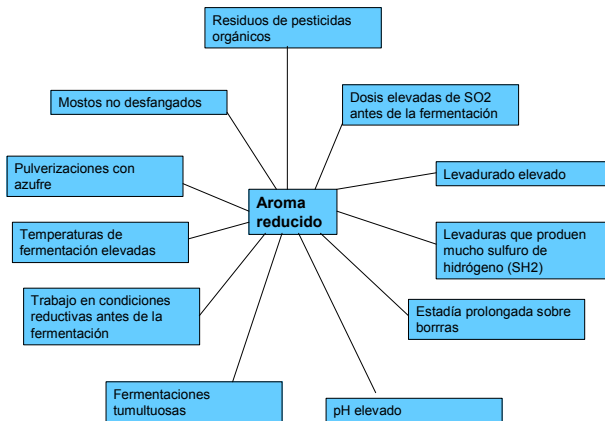 Residuos de pesticidas
orgánicos
Mostos no desfangados
Dosis elevadas de SO2
antes de la fermentación
Pulverizaciones con
azufre
Levadurado elevado
Aroma
reducido
Temperaturas de
fermentación elevadas
Levaduras que produen
mucho sulfuro de
hidrógeno (SH2)
Trabajo en condiciones
reductivas antes de la
fermentación
Estadía prolongada sobre
borrras
Fermentaciones
tumultuosas
pH elevado